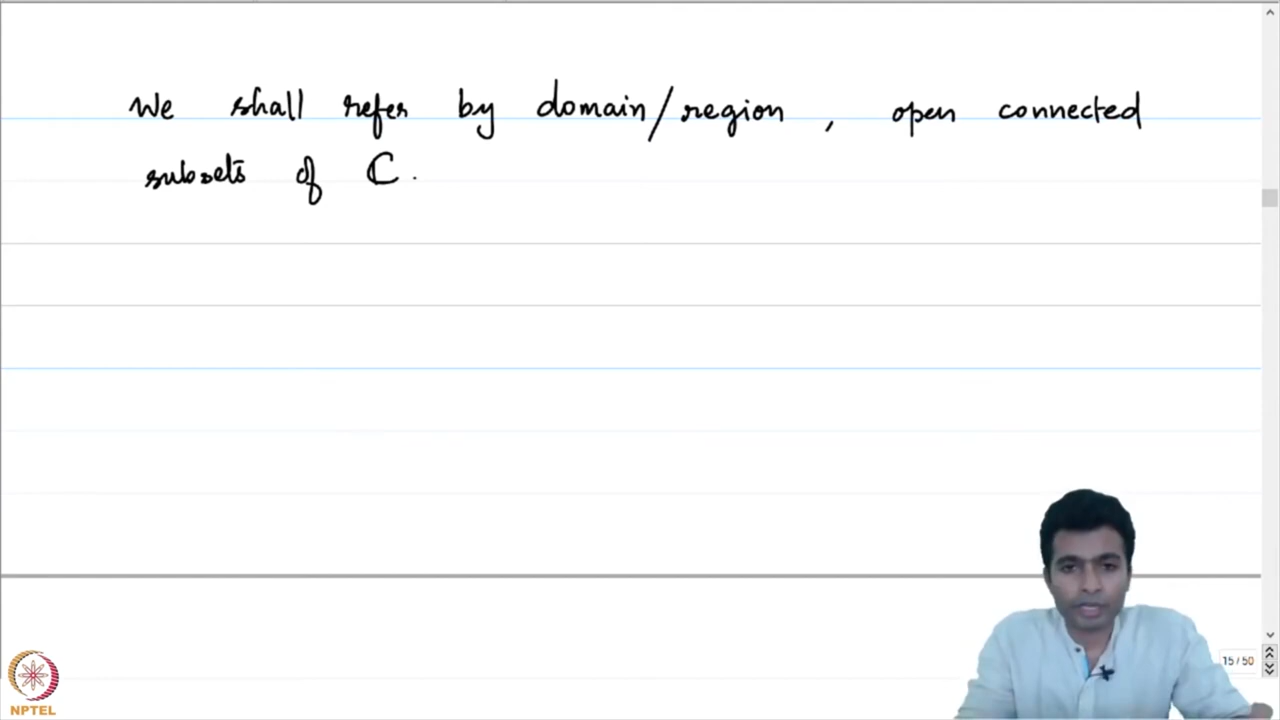 We shall refer by domain/region , open connected
subsets of ℂ.
15 / 50
NPTEL